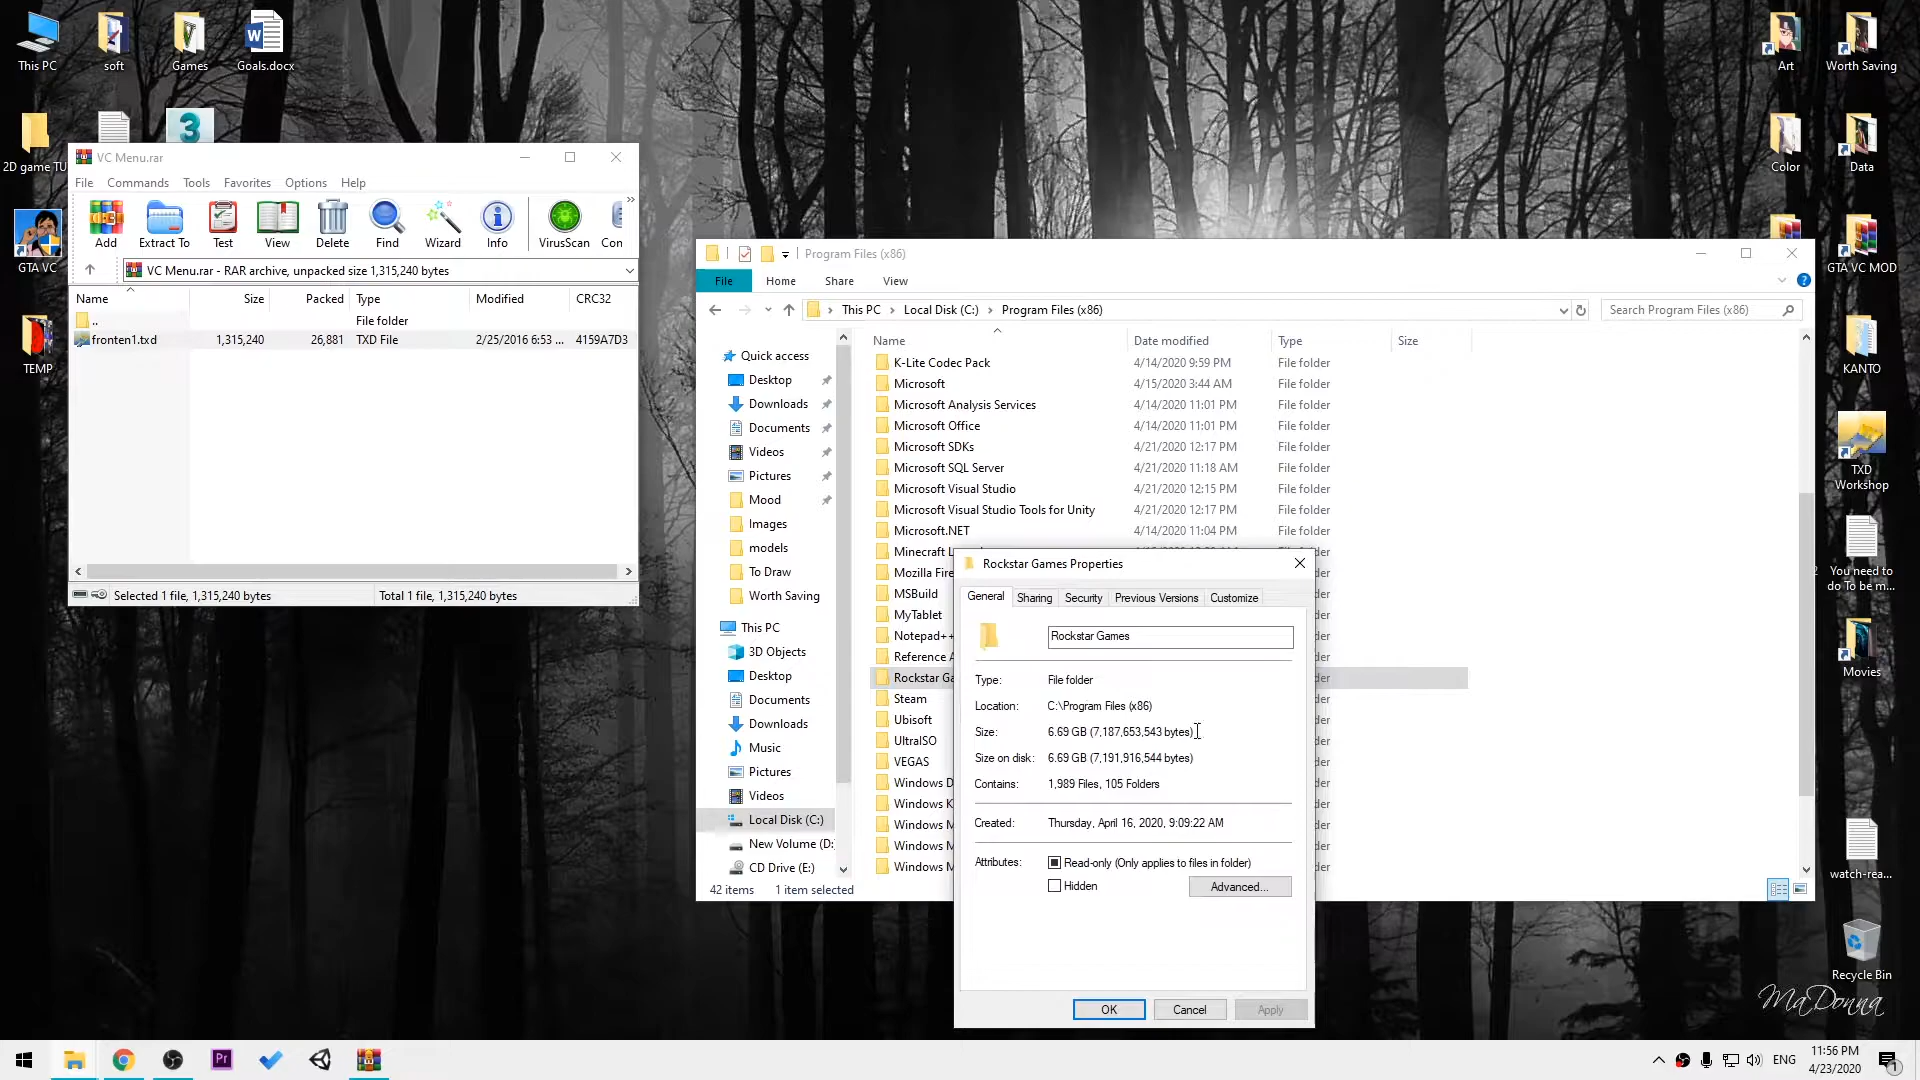 This PC
soft
Games
Goals.docx
2D game TU
GTA VC
TEMP
VC Menu.rar
File Commands Tools Favorites Options Help
Add Extract To Test View Delete Find Wizard Info VirusScan Con
VC Menu.rar - RAR archive, unpacked size 1,315,240 bytes
Name Size Packed Type Modified CRC32
.. File folder
fronten1.txd 1,315,240 26,881 TXD File 2/25/2016 6:53 ... 4159A7D3
Selected 1 file, 1,315,240 bytes Total 1 file, 1,315,240 bytes
Program Files (x86)
File Home Share View
This PC Local Disk (C:) Program Files (x86)
Search Program Files (x86)
Quick access
Desktop
Downloads
Documents
Videos
Pictures
Mood
Images
models
To Draw
Worth Saving
This PC
3D Objects
Desktop
Documents
Downloads
Music
Pictures
Videos
Local Disk (C:)
New Volume (D:
CD Drive (E:)
Name Date modified Type Size
K-Lite Codec Pack 4/14/2020 9:59 PM File folder
Microsoft 4/15/2020 3:44 AM File folder
Microsoft Analysis Services 4/14/2020 11:01 PM File folder
Microsoft Office 4/14/2020 11:01 PM File folder
Microsoft SDKs 4/21/2020 12:17 PM File folder
Microsoft SQL Server 4/21/2020 11:18 AM File folder
Microsoft Visual Studio 4/21/2020 12:15 PM File folder
Microsoft Visual Studio Tools for Unity 4/21/2020 12:17 PM File folder
Microsoft.NET 4/14/2020 11:04 PM File folder
Minecraft L
Mozilla Fire
MSBuild
MyTablet
Notepad++
Reference A
Rockstar Ga
Steam
Ubisoft
UltraISO
VEGAS
Windows D
Windows K
Windows M
Windows M
Windows M
42 items 1 item selected
Rockstar Games Properties
General Sharing Security Previous Versions Customize
Rockstar Games
Type: File folder
Location: C:\Program Files (x86)
Size: 6.69 GB (7,187,653,543 bytes)
Size on disk: 6.69 GB (7,191,916,544 bytes)
Contains: 1,989 Files, 105 Folders
Created: Thursday, April 16, 2020, 9:09:22 AM
Attributes: Read-only (Only applies to files in folder)
Hidden
Advanced...
OK Cancel Apply
Art
Worth Saving
Color
Data
GTA VC MOD
KANTO
TXD
Workshop
You need to
do To be m...
Movies
watch-rea...
Recycle Bin
MaDonna
Pr
ENG
11:56 PM
4/23/2020
1